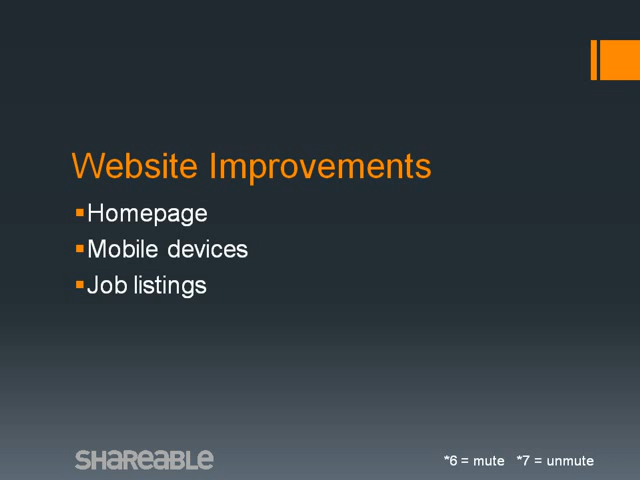 Website Improvements
Homepage
Mobile devices
Job listings
SHAREABLE
*6 = mute *7 = unmute